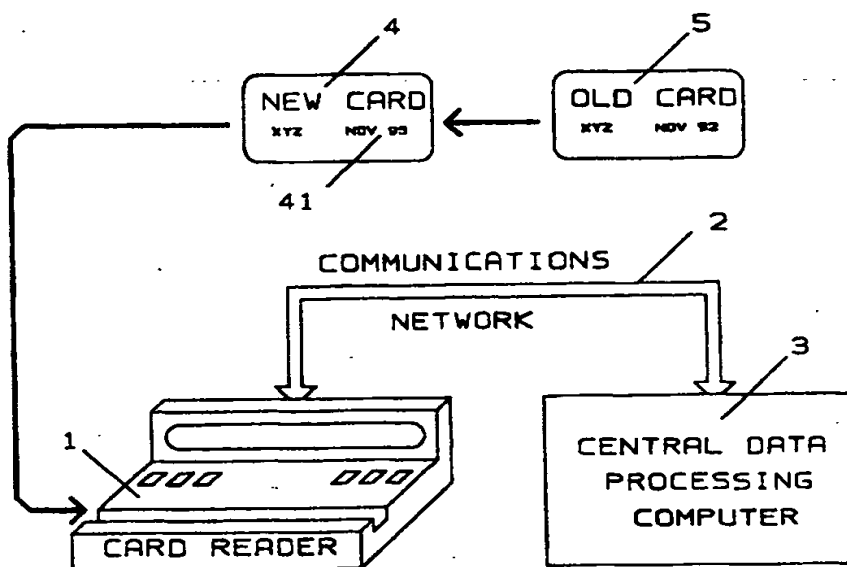 4
5
NEW CARD
XYZ NOV 95
OLD CARD
XYZ NOV 92
41
2
COMMUNICATIONS
NETWORK
3
1
CENTRAL DATA
PROCESSING
COMPUTER
CARD READER